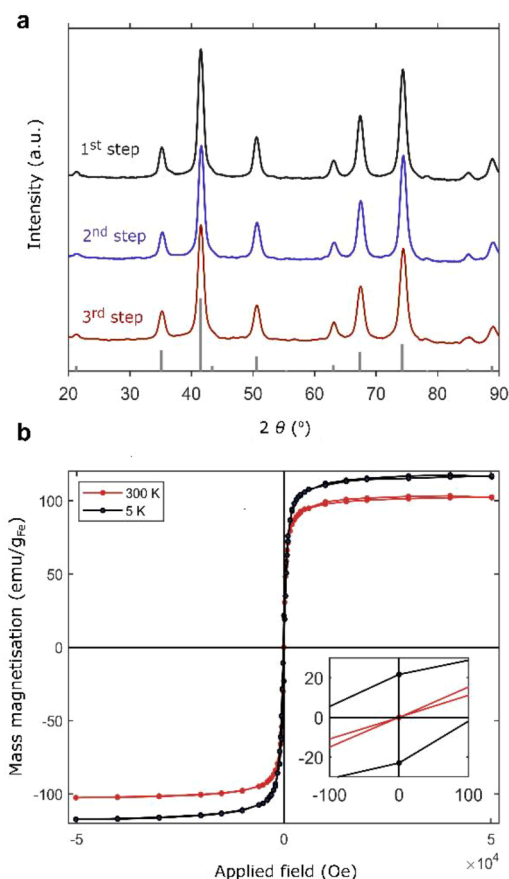 a
Intensity (a.u.)
1st step
2nd step
3rd step
20 30 40 50 60 70 80 90
2 θ (°)
b
Mass magnetisation (emu/gFe)
300 K
5 K
100
50
0
-50
-100
20
0
-20
-100 0 100
-5 0 5
×10⁴
Applied field (Oe)